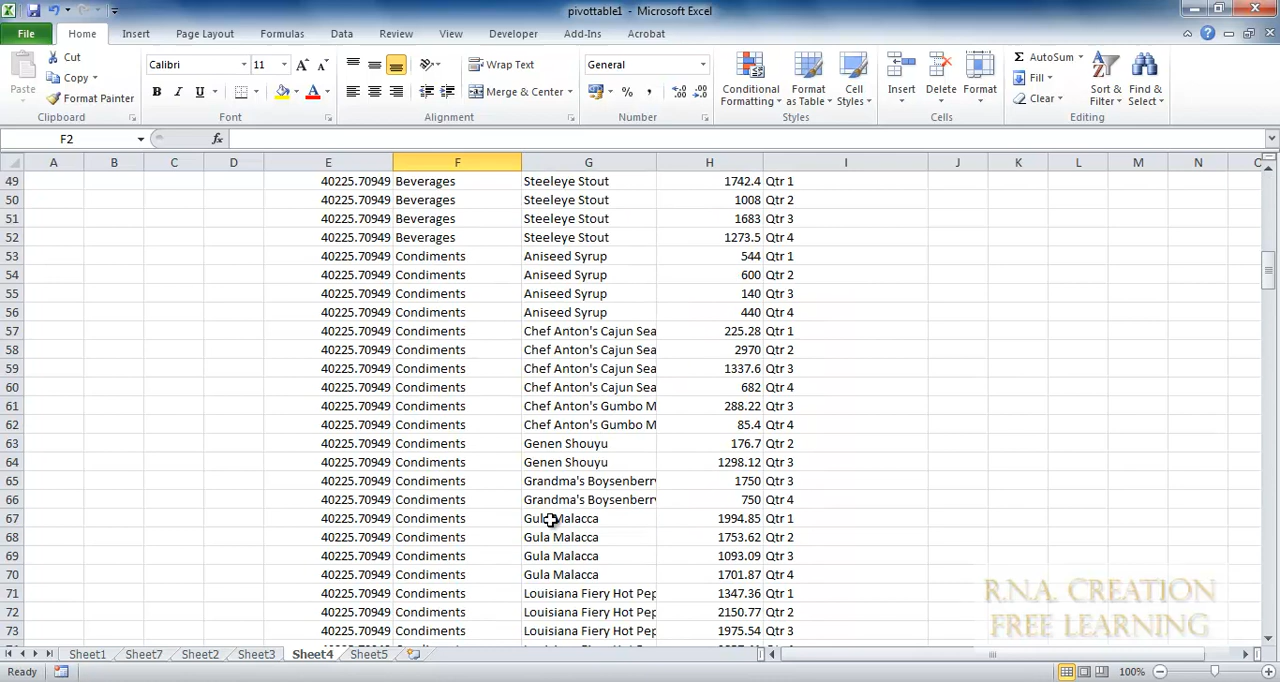 pivottable1 - Microsoft Excel
File Home Insert Page Layout Formulas Data Review View Developer Add-Ins Acrobat
Paste
Cut
Copy
Format Painter
Clipboard
Calibri 11
B I U
Font
Wrap Text
Merge & Center
Alignment
General
% ,
Number
Conditional Formatting
Format as Table
Cell Styles
Styles
Insert
Delete
Format
Cells
Σ AutoSum
Fill
Clear
Sort & Filter
Find & Select
Editing
F2 fx
A B C D E F G H I J K L M N
49 40225.70949 Beverages Steeleye Stout 1742.4 Qtr 1
50 40225.70949 Beverages Steeleye Stout 1008 Qtr 2
51 40225.70949 Beverages Steeleye Stout 1683 Qtr 3
52 40225.70949 Beverages Steeleye Stout 1273.5 Qtr 4
53 40225.70949 Condiments Aniseed Syrup 544 Qtr 1
54 40225.70949 Condiments Aniseed Syrup 600 Qtr 2
55 40225.70949 Condiments Aniseed Syrup 140 Qtr 3
56 40225.70949 Condiments Aniseed Syrup 440 Qtr 4
57 40225.70949 Condiments Chef Anton's Cajun Sea 225.28 Qtr 1
58 40225.70949 Condiments Chef Anton's Cajun Sea 2970 Qtr 2
59 40225.70949 Condiments Chef Anton's Cajun Sea 1337.6 Qtr 3
60 40225.70949 Condiments Chef Anton's Cajun Sea 682 Qtr 4
61 40225.70949 Condiments Chef Anton's Gumbo M 288.22 Qtr 3
62 40225.70949 Condiments Chef Anton's Gumbo M 85.4 Qtr 4
63 40225.70949 Condiments Genen Shouyu 176.7 Qtr 2
64 40225.70949 Condiments Genen Shouyu 1298.12 Qtr 3
65 40225.70949 Condiments Grandma's Boysenberry 1750 Qtr 3
66 40225.70949 Condiments Grandma's Boysenberry 750 Qtr 4
67 40225.70949 Condiments Gula Malacca 1994.85 Qtr 1
68 40225.70949 Condiments Gula Malacca 1753.62 Qtr 2
69 40225.70949 Condiments Gula Malacca 1093.09 Qtr 3
70 40225.70949 Condiments Gula Malacca 1701.87 Qtr 4
71 40225.70949 Condiments Louisiana Fiery Hot Pep 1347.36 Qtr 1
72 40225.70949 Condiments Louisiana Fiery Hot Pep 2150.77 Qtr 2
73 40225.70949 Condiments Louisiana Fiery Hot Pep 1975.54 Qtr 3
R.N.A. CREATION
FREE LEARNING
Sheet1 Sheet7 Sheet2 Sheet3 Sheet4 Sheet5
Ready 100%